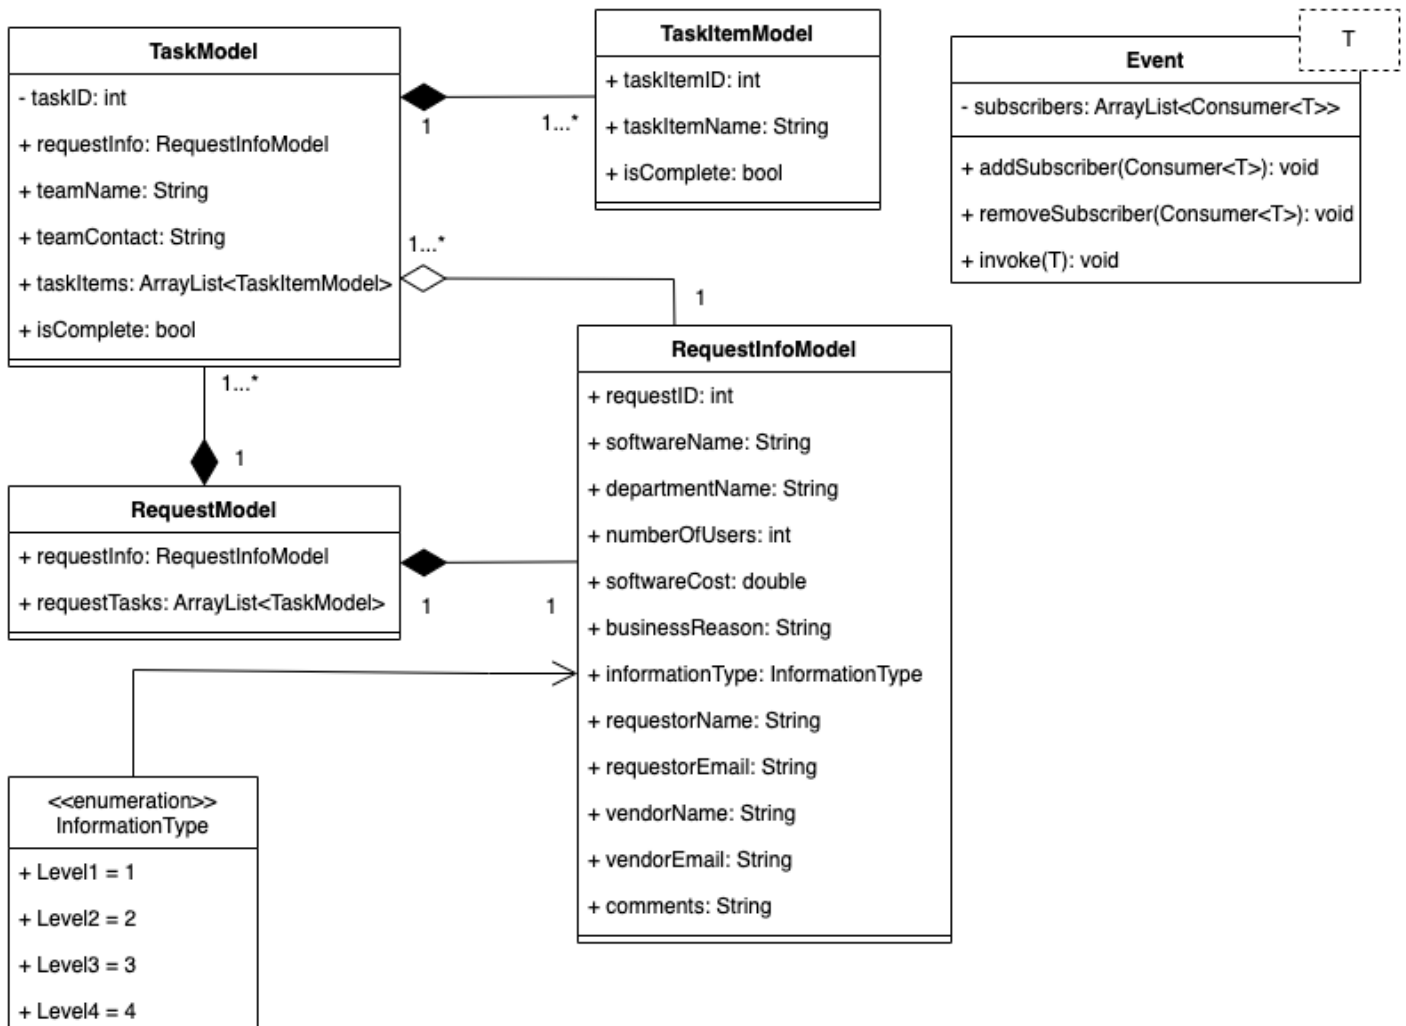 TaskModel
- taskID: int
+ requestInfo: RequestInfoModel
+ teamName: String
+ teamContact: String
+ taskItems: ArrayList<TaskItemModel>
+ isComplete: bool
1
1...*
TaskItemModel
+ taskItemID: int
+ taskItemName: String
+ isComplete: bool
T
Event
- subscribers: ArrayList<Consumer<T>>
+ addSubscriber(Consumer<T>): void
+ removeSubscriber(Consumer<T>): void
+ invoke(T): void
1...*
1
1...*
1
RequestModel
+ requestInfo: RequestInfoModel
+ requestTasks: ArrayList<TaskModel>
1
1
RequestInfoModel
+ requestID: int
+ softwareName: String
+ departmentName: String
+ numberOfUsers: int
+ softwareCost: double
+ businessReason: String
+ informationType: InformationType
+ requestorName: String
+ requestorEmail: String
+ vendorName: String
+ vendorEmail: String
+ comments: String
<<enumeration>>
InformationType
+ Level1 = 1
+ Level2 = 2
+ Level3 = 3
+ Level4 = 4